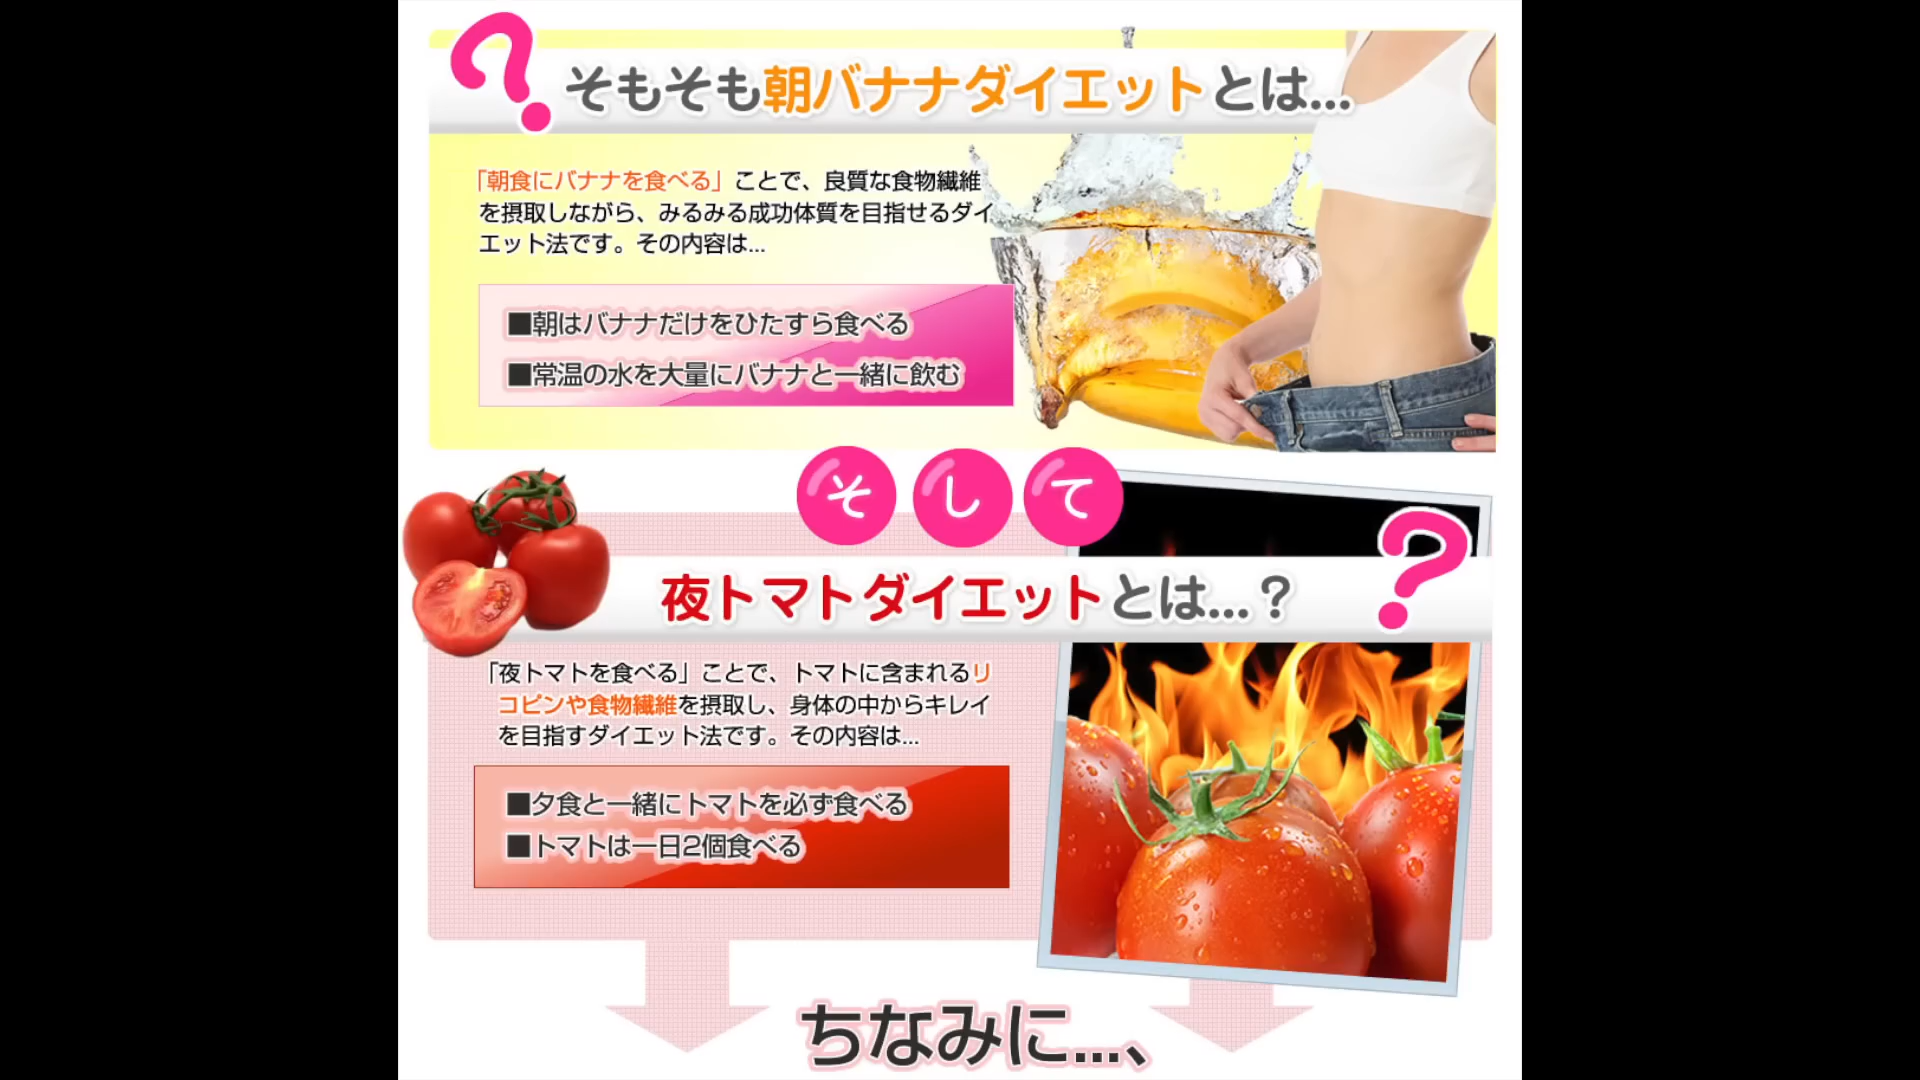 そもそも朝バナナダイエットとは...
「朝食にバナナを食べる」ことで、良質な食物繊維
を摂取しながら、みるみる成功体質を目指せるダイ
エット法です。その内容は...
■朝はバナナだけをひたすら食べる
■常温の水を大量にバナナと一緒に飲む
そして
夜トマトダイエットとは...？
「夜トマトを食べる」ことで、トマトに含まれるリ
コピンや食物繊維を摂取し、身体の中からキレイ
を目指すダイエット法です。その内容は...
■夕食と一緒にトマトを必ず食べる
■トマトは一日2個食べる
ちなみに...、